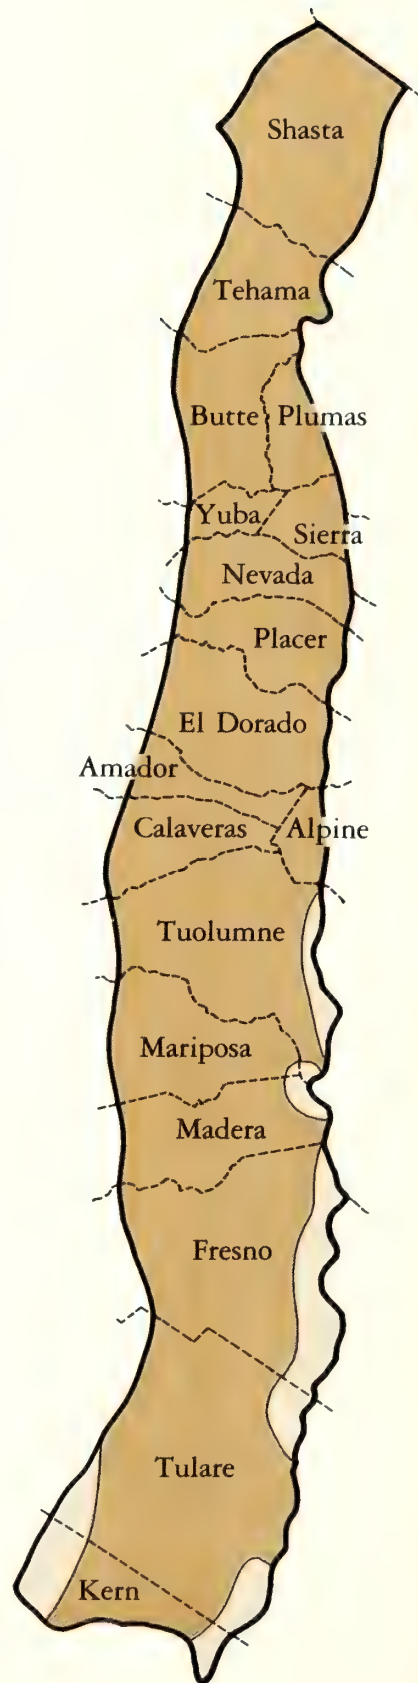 Shasta
Tehama
Butte
Plumas
Yuba
Sierra
Nevada
Placer
El Dorado
Amador
Calaveras
Alpine
Tuolumne
Mariposa
Madera
Fresno
Tulare
Kern